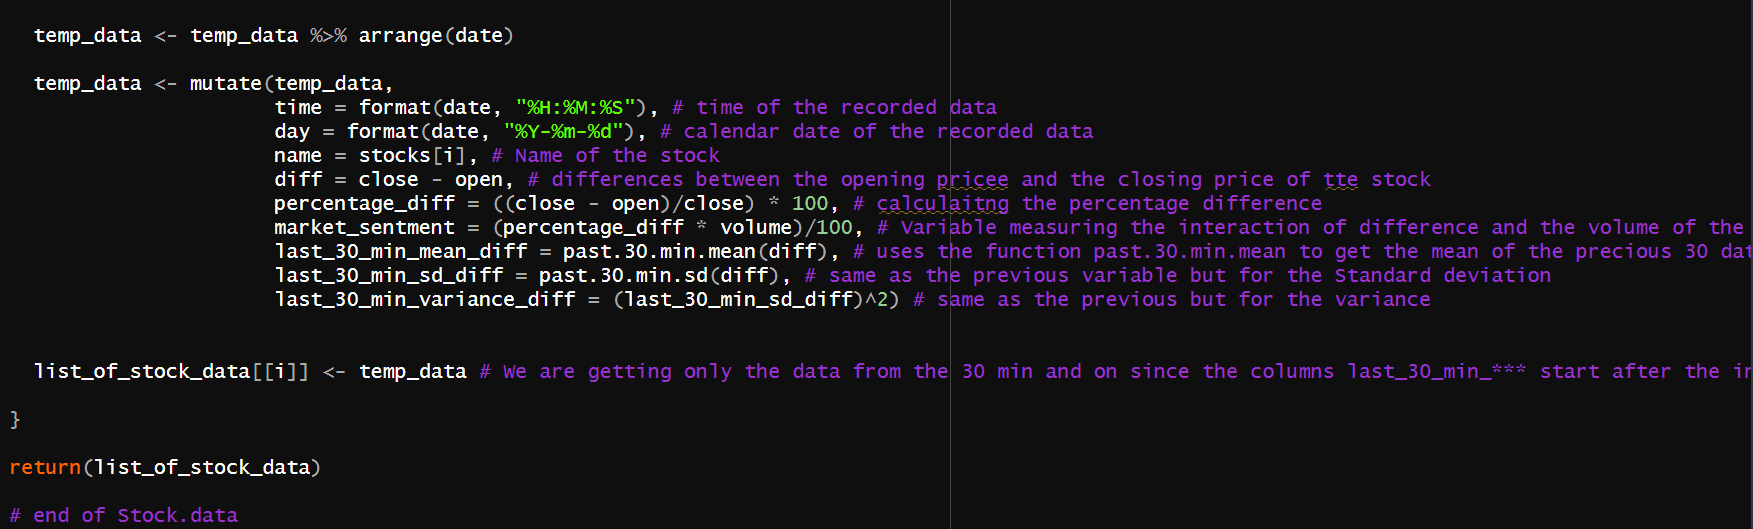 temp_data <- temp_data %>% arrange(date)
temp_data <- mutate(temp_data,
time = format(date, "%H:%M:%S"), # time of the recorded data
day = format(date, "%Y-%m-%d"), # calendar date of the recorded data
name = stocks[i], # Name of the stock
diff = close - open, # differences between the opening pricee and the closing price of tte stock
percentage_diff = ((close - open)/close) * 100, # calculaitng the percentage difference
market_sentment = (percentage_diff * volume)/100, # Variable measuring the interaction of difference and the volume of the
last_30_min_mean_diff = past.30.min.mean(diff), # uses the function past.30.min.mean to get the mean of the precious 30 dat
last_30_min_sd_diff = past.30.min.sd(diff), # same as the previous variable but for the Standard deviation
last_30_min_variance_diff = (last_30_min_sd_diff)^2) # same as the previous but for the variance
list_of_stock_data[[i]] <- temp_data # We are getting only the data from the 30 min and on since the columns last_30_min_*** start after the in
}
return(list_of_stock_data)
# end of Stock.data